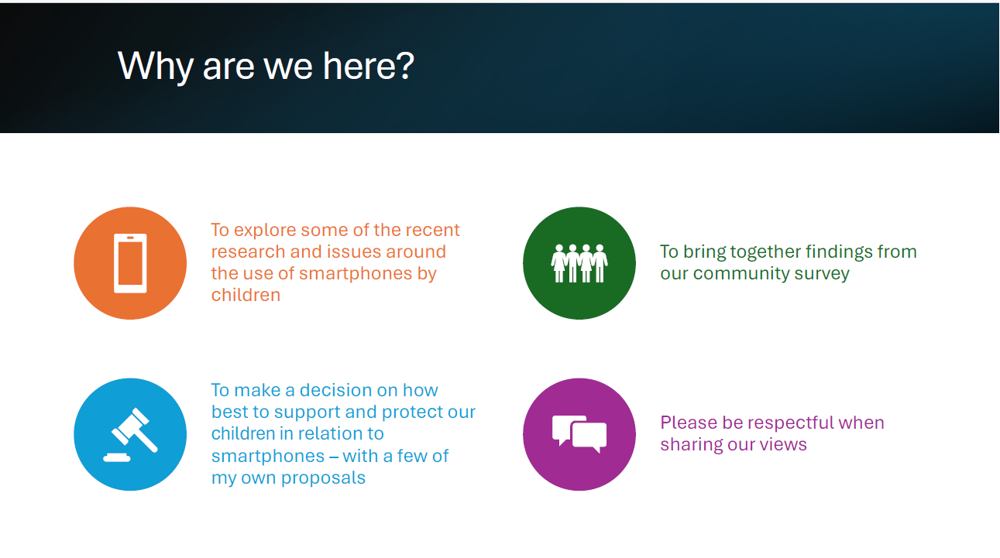 Why are we here?
To explore some of the recent
research and issues around
the use of smartphones by
children
To bring together findings from
our community survey
To make a decision on how
best to support and protect our
children in relation to
smartphones – with a few of
my own proposals
Please be respectful when
sharing our views